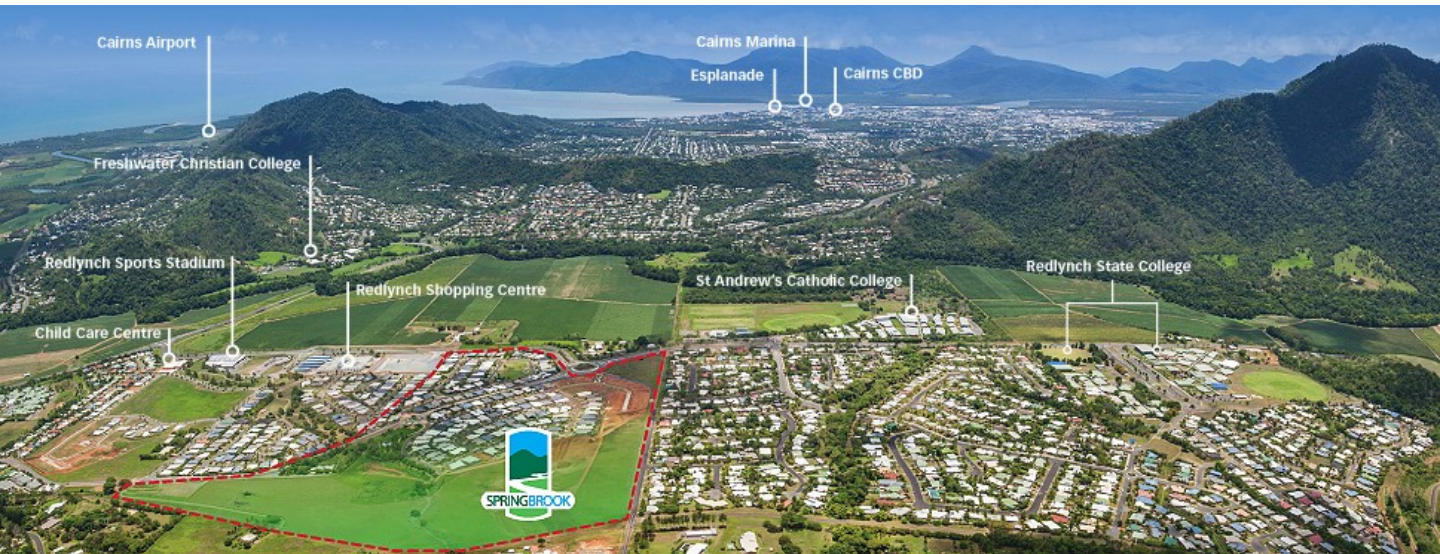 Cairns Airport
Cairns Marina
Esplanade
Cairns CBD
Freshwater Christian College
Redlynch Sports Stadium
Redlynch Shopping Centre
St Andrew's Catholic College
Redlynch State College
Child Care Centre
SPRINGBROOK